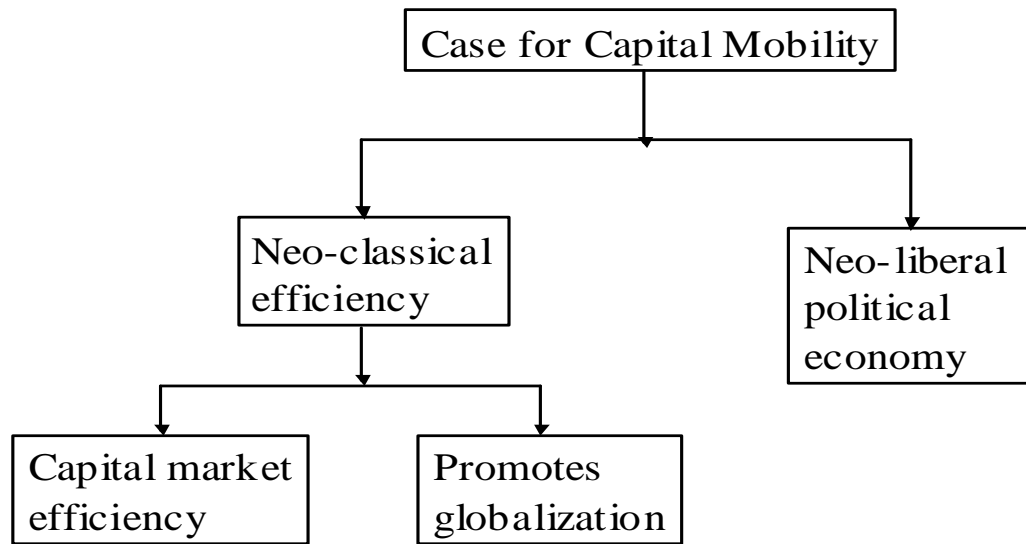 Case for Capital Mobility
Neo-classical
efficiency
Neo-liberal
political
economy
Capital market
efficiency
Promotes
globalization